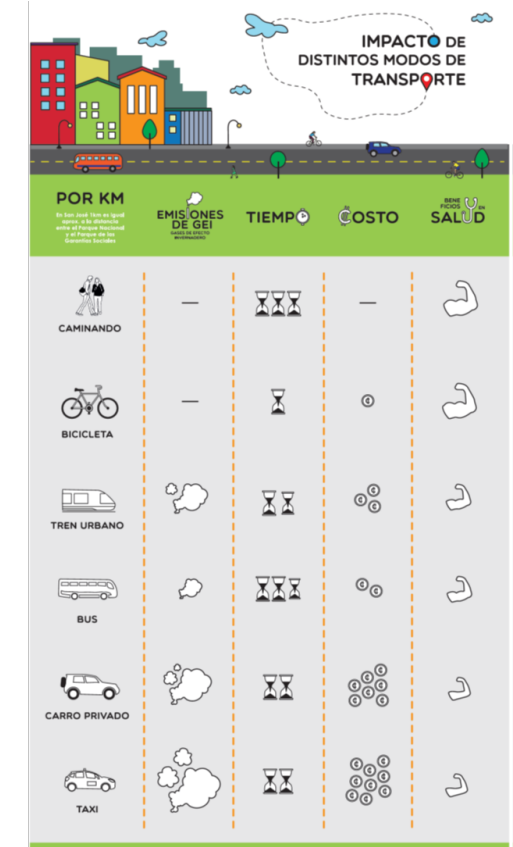 IMPACTO DE
DISTINTOS MODOS DE
TRANSPORTE
POR KM
En San José 1km es igual
aprox. a la distancia
entre el Parque Nacional
y el Parque de las
Garantías Sociales
EMISIONES
DE GEI
GASES DE EFECTO
INVERNADERO
TIEMPO
COSTO
BENE
FICIOS EN
SALUD
CAMINANDO
BICICLETA
TREN URBANO
BUS
CARRO PRIVADO
TAXI